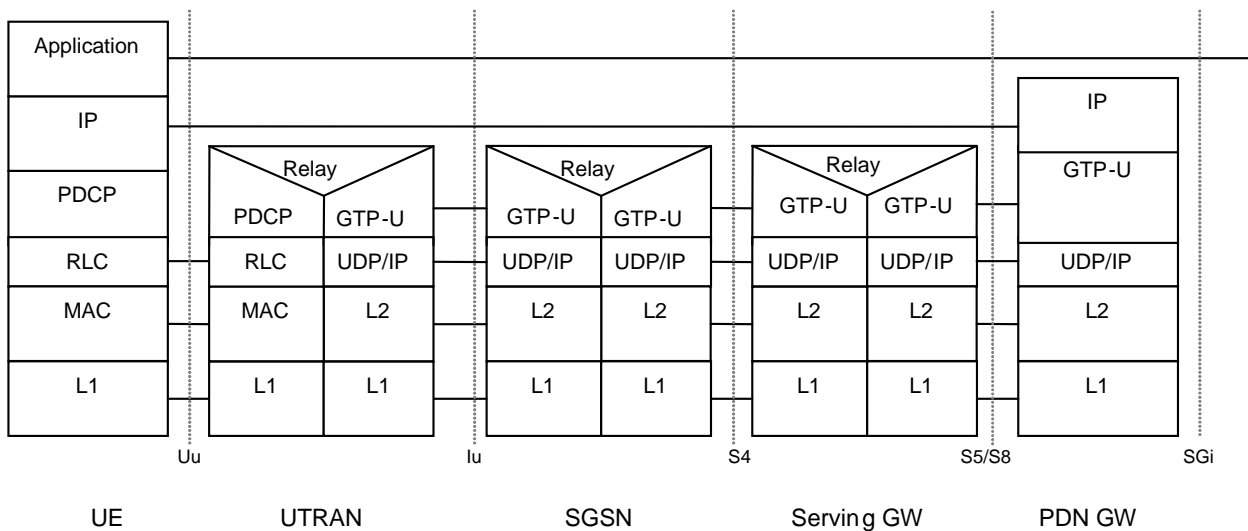 Application
IP
IP
Relay
Relay
Relay
PDCP
GTP-U
PDCP
GTP-U
GTP-U
GTP-U
GTP-U
GTP-U
RLC
RLC
UDP/IP
UDP/IP
UDP/IP
UDP/IP
UDP/IP
UDP/IP
MAC
MAC
L2
L2
L2
L2
L2
L2
L1
L1
L1
L1
L1
L1
L1
L1
Uu
Iu
S4
S5/S8
SGi
UE
UTRAN
SGSN
Serving GW
PDN GW